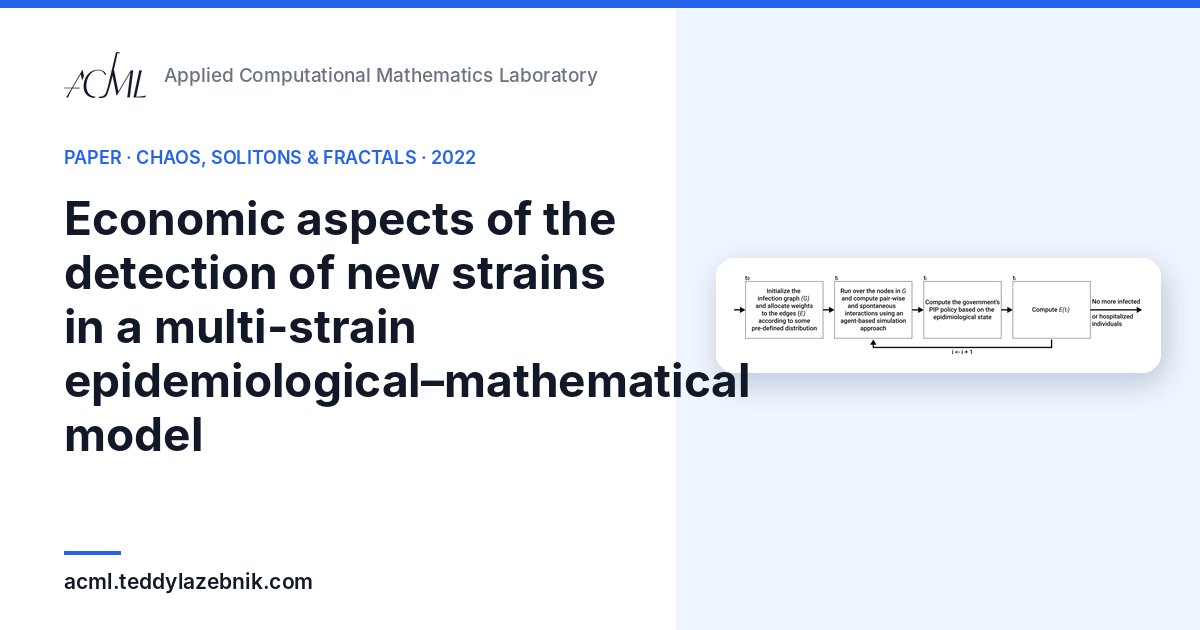 ACML
Applied Computational Mathematics Laboratory
PAPER · CHAOS, SOLITONS & FRACTALS · 2022
Economic aspects of the
detection of new strains
in a multi-strain
epidemiological–mathematical
model
t₀
Initialize the
infection graph (G)
and allocate weights
to the edges (E)
according to some
pre-defined distribution
tᵢ
Run over the nodes in G
and compute pair-wise
and spontaneous
interactions using an
agent-based simulation
approach
tᵢ
Compute the government's
PIP policy based on the
epidimiological state
tᵢ
Compute E(t)
No more infected
or hospitalized
individuals
i <- i + 1
acml.teddylazebnik.com